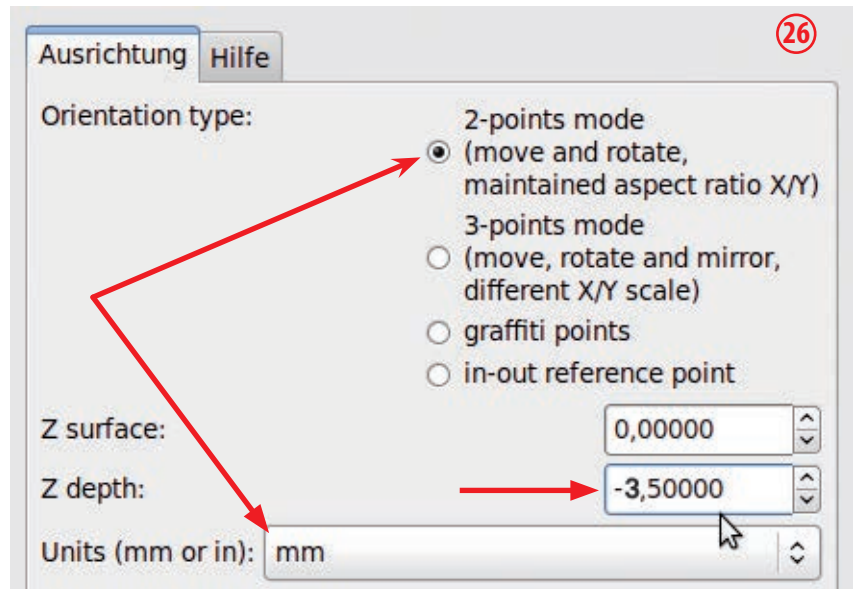 26
Ausrichtung Hilfe
Orientation type:
2-points mode
(move and rotate,
maintained aspect ratio X/Y)
3-points mode
(move, rotate and mirror,
different X/Y scale)
graffiti points
in-out reference point
Z surface: 0,00000
Z depth: -3,50000
Units (mm or in): mm